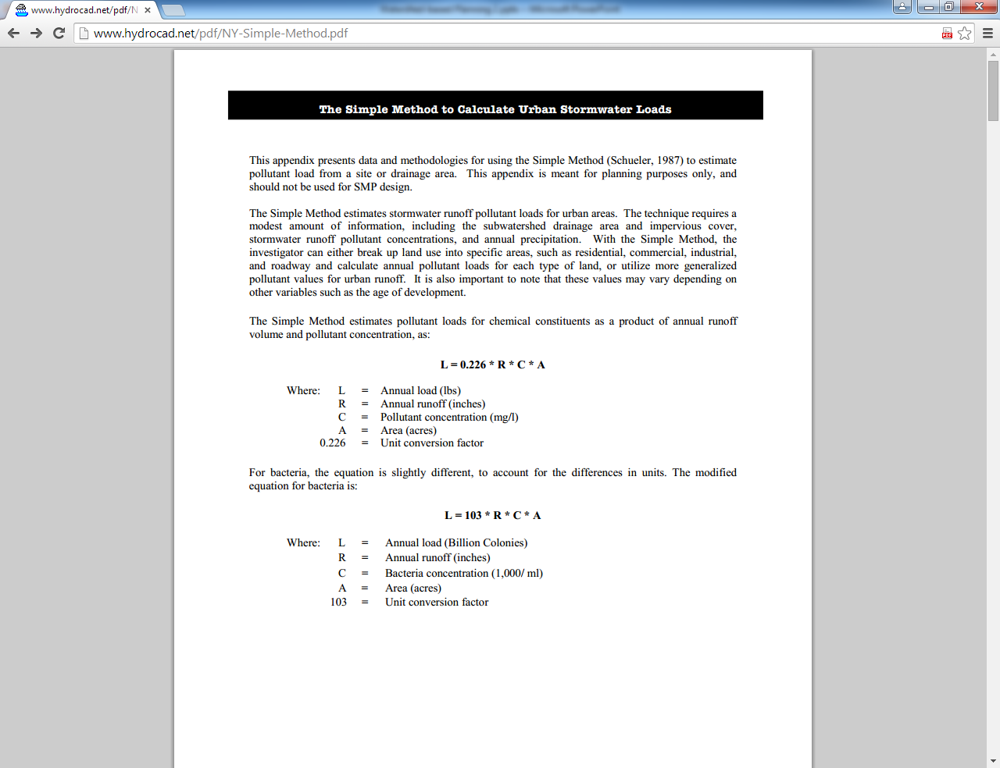 www.hydrocad.net/pdf/N
www.hydrocad.net/pdf/NY-Simple-Method.pdf
PDF
The Simple Method to Calculate Urban Stormwater Loads
This appendix presents data and methodologies for using the Simple Method (Schueler, 1987) to estimate
pollutant load from a site or drainage area. This appendix is meant for planning purposes only, and
should not be used for SMP design.
The Simple Method estimates stormwater runoff pollutant loads for urban areas. The technique requires a
modest amount of information, including the subwatershed drainage area and impervious cover,
stormwater runoff pollutant concentrations, and annual precipitation. With the Simple Method, the
investigator can either break up land use into specific areas, such as residential, commercial, industrial,
and roadway and calculate annual pollutant loads for each type of land, or utilize more generalized
pollutant values for urban runoff. It is also important to note that these values may vary depending on
other variables such as the age of development.
The Simple Method estimates pollutant loads for chemical constituents as a product of annual runoff
volume and pollutant concentration, as:
L = 0.226 * R * C * A
Where: L = Annual load (lbs)
R = Annual runoff (inches)
C = Pollutant concentration (mg/l)
A = Area (acres)
0.226 = Unit conversion factor
For bacteria, the equation is slightly different, to account for the differences in units. The modified
equation for bacteria is:
L = 103 * R * C * A
Where: L = Annual load (Billion Colonies)
R = Annual runoff (inches)
C = Bacteria concentration (1,000/ ml)
A = Area (acres)
103 = Unit conversion factor